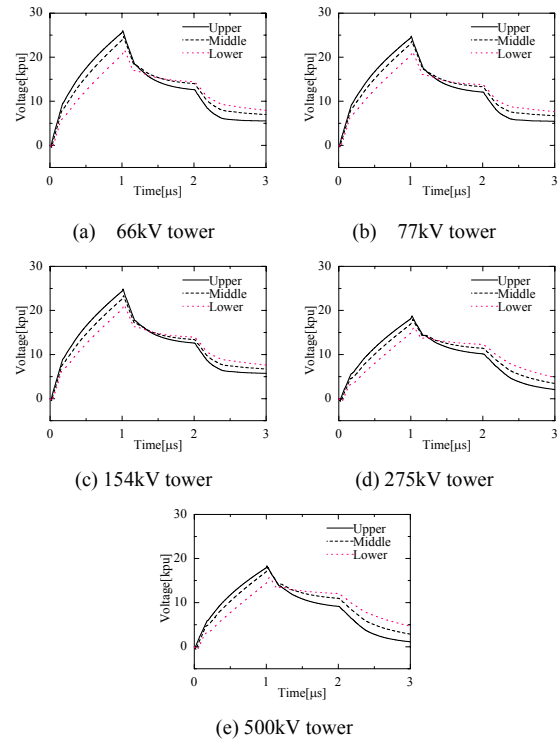 30
Upper
Middle
Lower
20
10
0
Voltage[kpu]
0 1 2 3
Time[μs]
(a) 66kV tower
30
Upper
Middle
Lower
20
10
0
Voltage[kpu]
0 1 2 3
Time[μs]
(b) 77kV tower
30
Upper
Middle
Lower
20
10
0
Voltage[kpu]
0 1 2 3
Time[μs]
(c) 154kV tower
30
Upper
Middle
Lower
20
10
0
Voltage[kpu]
0 1 2 3
Time[μs]
(d) 275kV tower
30
Upper
Middle
Lower
20
10
0
Voltage[kpu]
0 1 2 3
Time[μs]
(e) 500kV tower